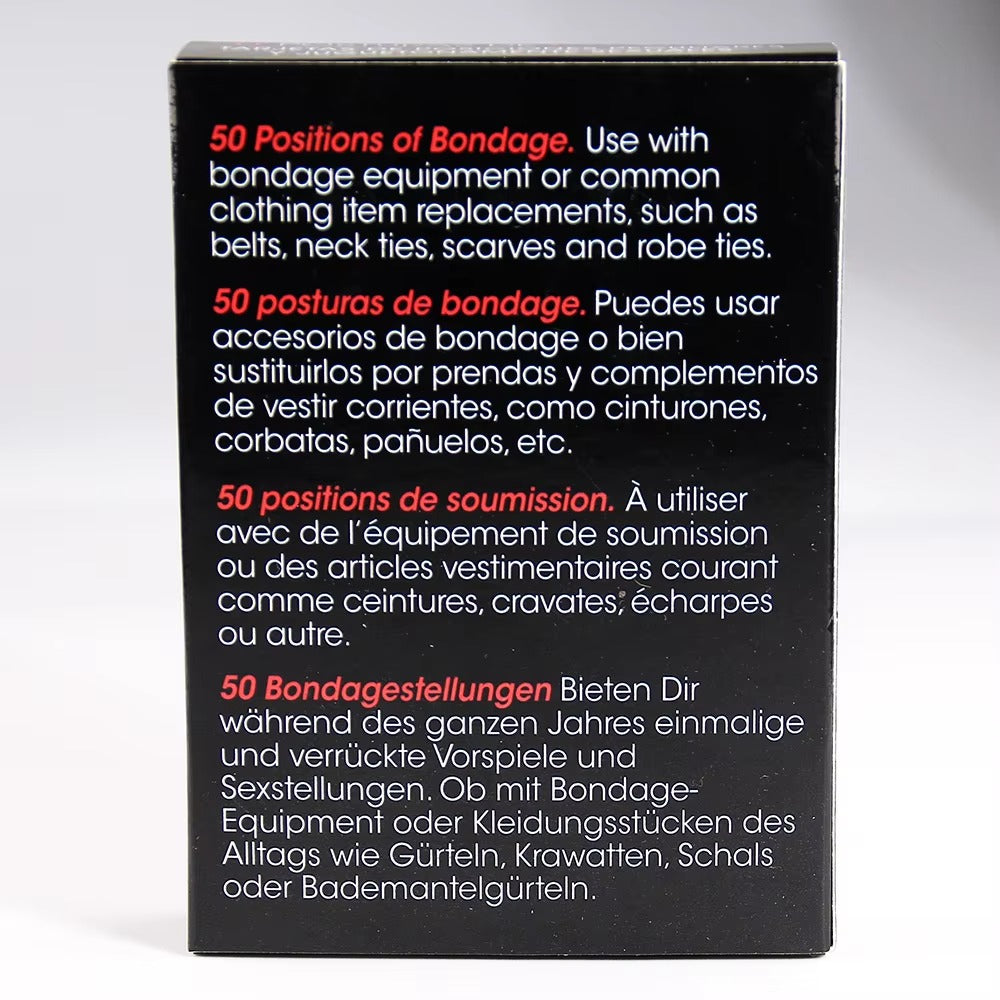 50 Positions of Bondage. Use with
bondage equipment or common
clothing item replacements, such as
belts, neck ties, scarves and robe ties.
50 posturas de bondage. Puedes usar
accesorios de bondage o bien
sustituirlos por prendas y complementos
de vestir corrientes, como cinturones,
corbatas, pañuelos, etc.
50 positions de soumission. À utiliser
avec de l'équipement de soumission
ou des articles vestimentaires courant
comme ceintures, cravates, écharpes
ou autre.
50 Bondagestellungen Bieten Dir
während des ganzen Jahres einmalige
und verrückte Vorspiele und
Sexstellungen. Ob mit Bondage-
Equipment oder Kleidungsstücken des
Alltags wie Gürteln, Krawatten, Schals
oder Bademantelgürteln.